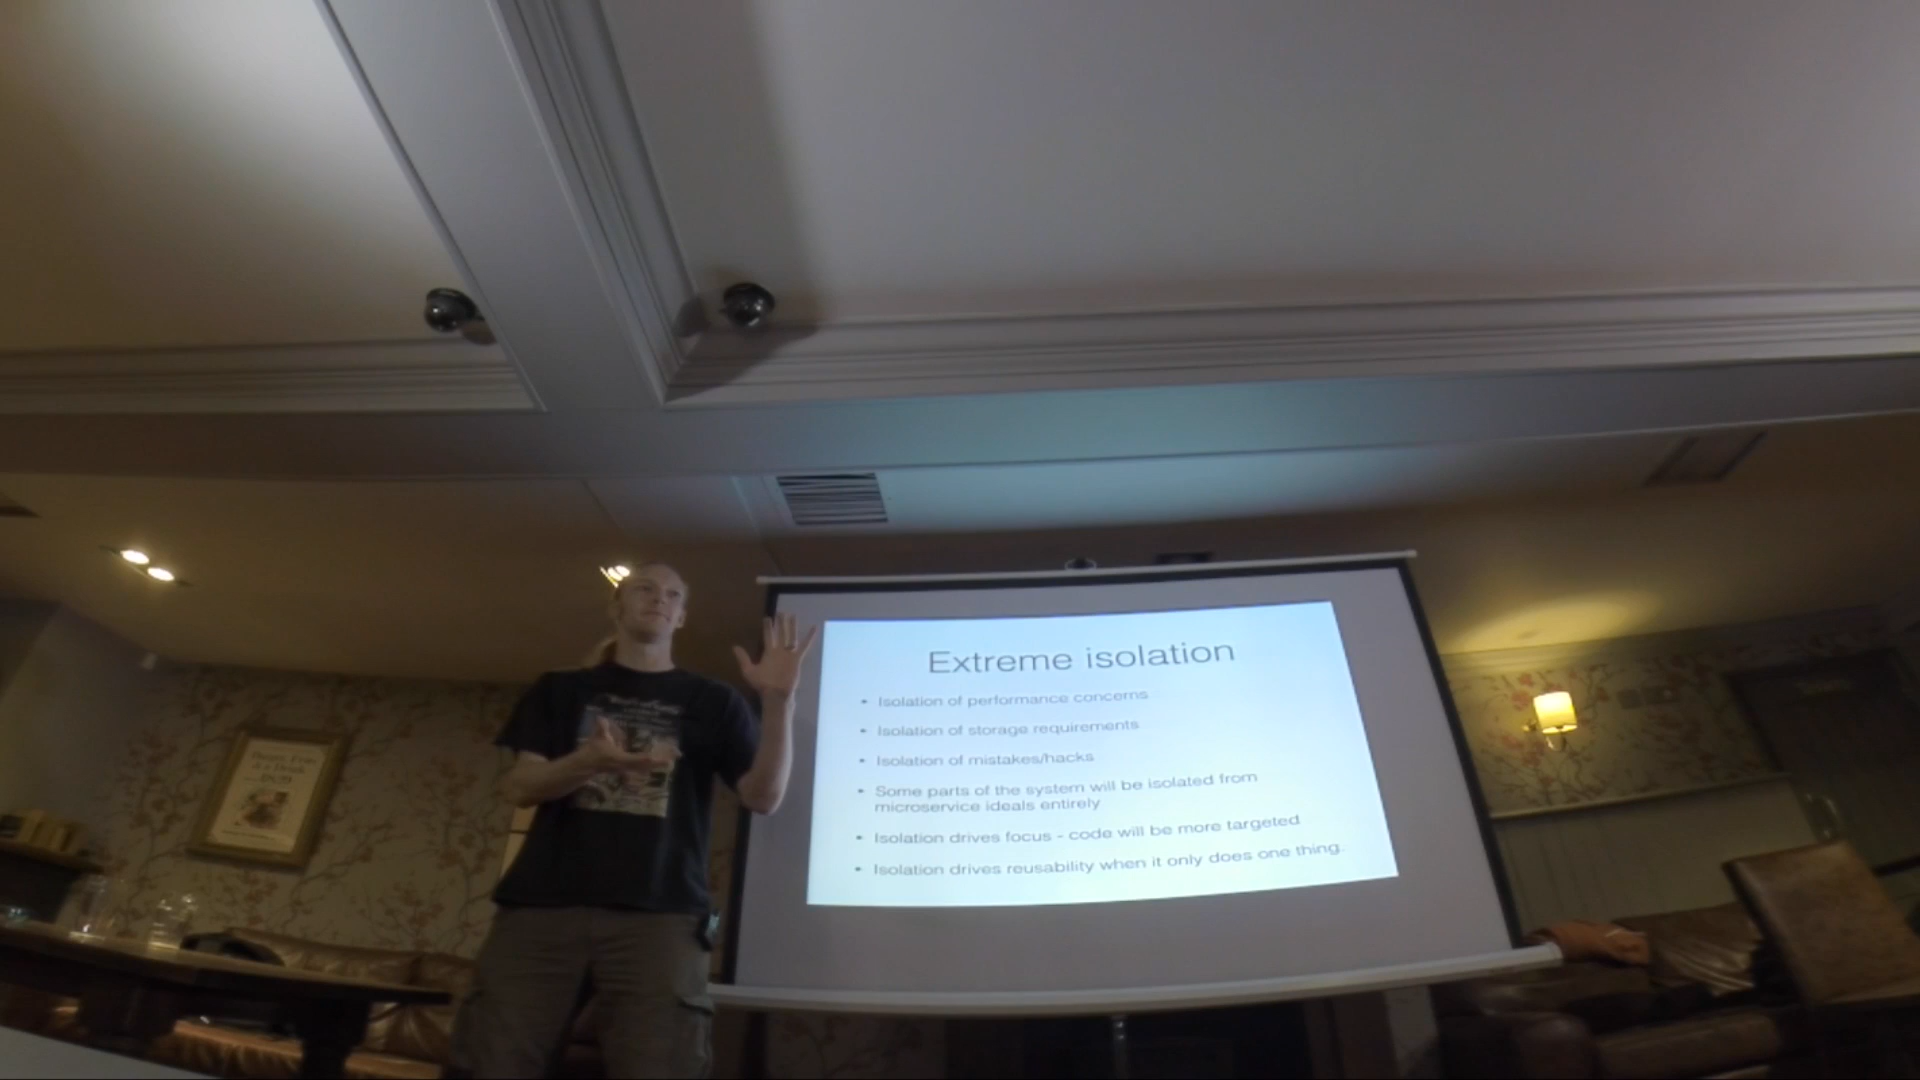 Extreme isolation
• Isolation of performance concerns
• Isolation of storage requirements
• Isolation of mistakes/hacks
• Some parts of the system will be isolated from
microservice ideals entirely
• Isolation drives focus - code will be more targeted
• Isolation drives reusability when it only does one thing.